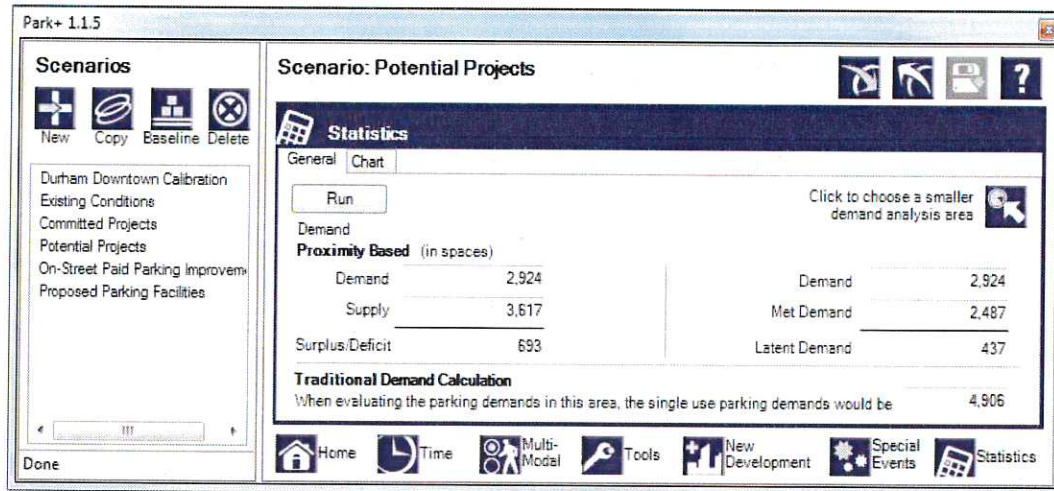 Park+ 1.1.5
Scenarios
New Copy Baseline Delete
Durham Downtown Calibration
Existing Conditions
Committed Projects
Potential Projects
On-Street Paid Parking Improvem
Proposed Parking Facilities
Done
Scenario: Potential Projects
?
Statistics
General Chart
Run
Click to choose a smaller
demand analysis area
Demand
Proximity Based (in spaces)
Demand 2,924
Supply 3,617
Surplus/Deficit 693
Demand 2,924
Met Demand 2,487
Latent Demand 437
Traditional Demand Calculation
When evaluating the parking demands in this area, the single use parking demands would be 4,906
Home
Time
Multi-
Modal
Tools
New
Development
Special
Events
Statistics